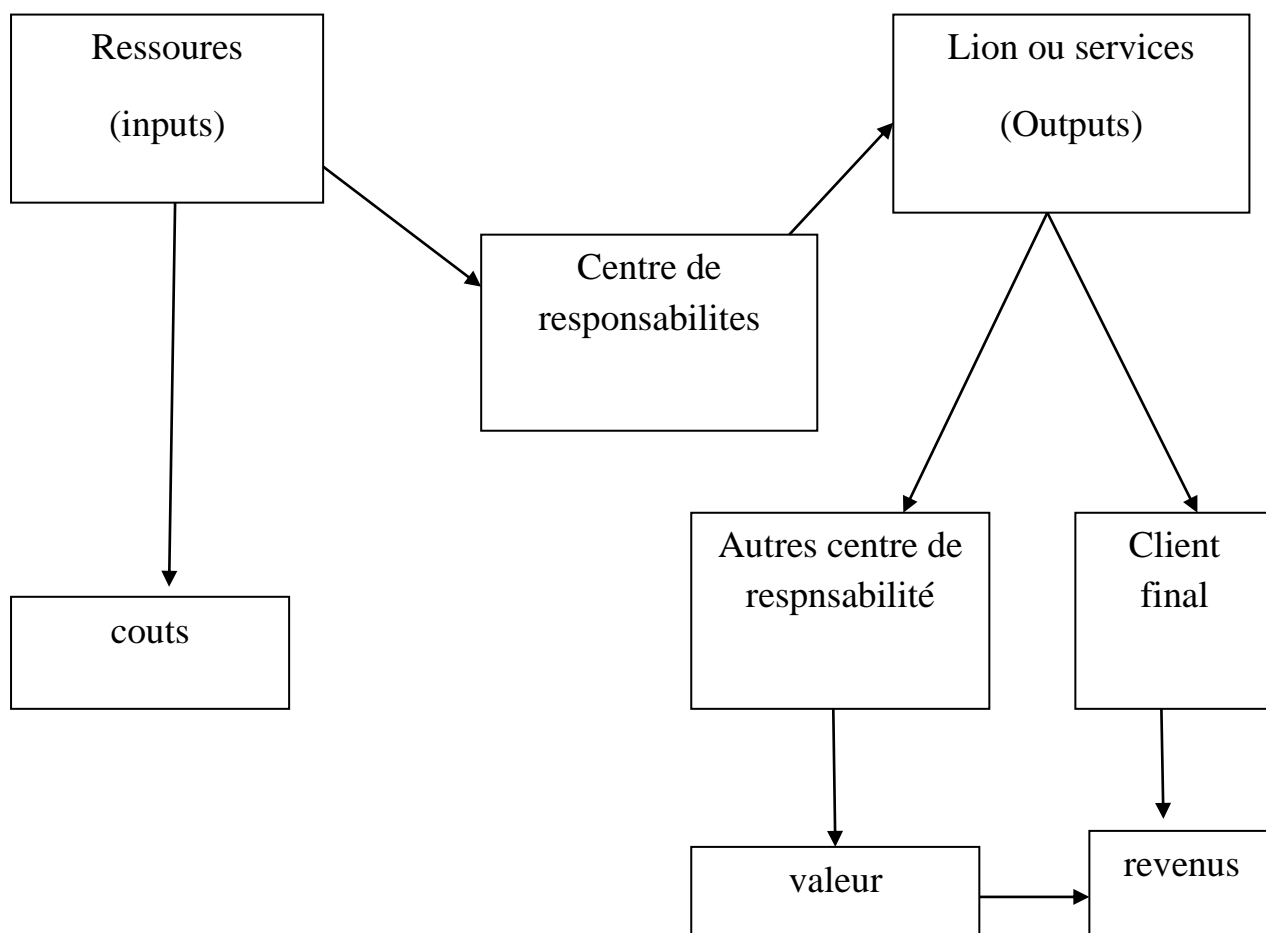 Ressoures
(inputs)
Lion ou services
(Outputs)
Centre de
responsabilites
Autres centre de
respnsabilité
Client
final
couts
valeur
revenus